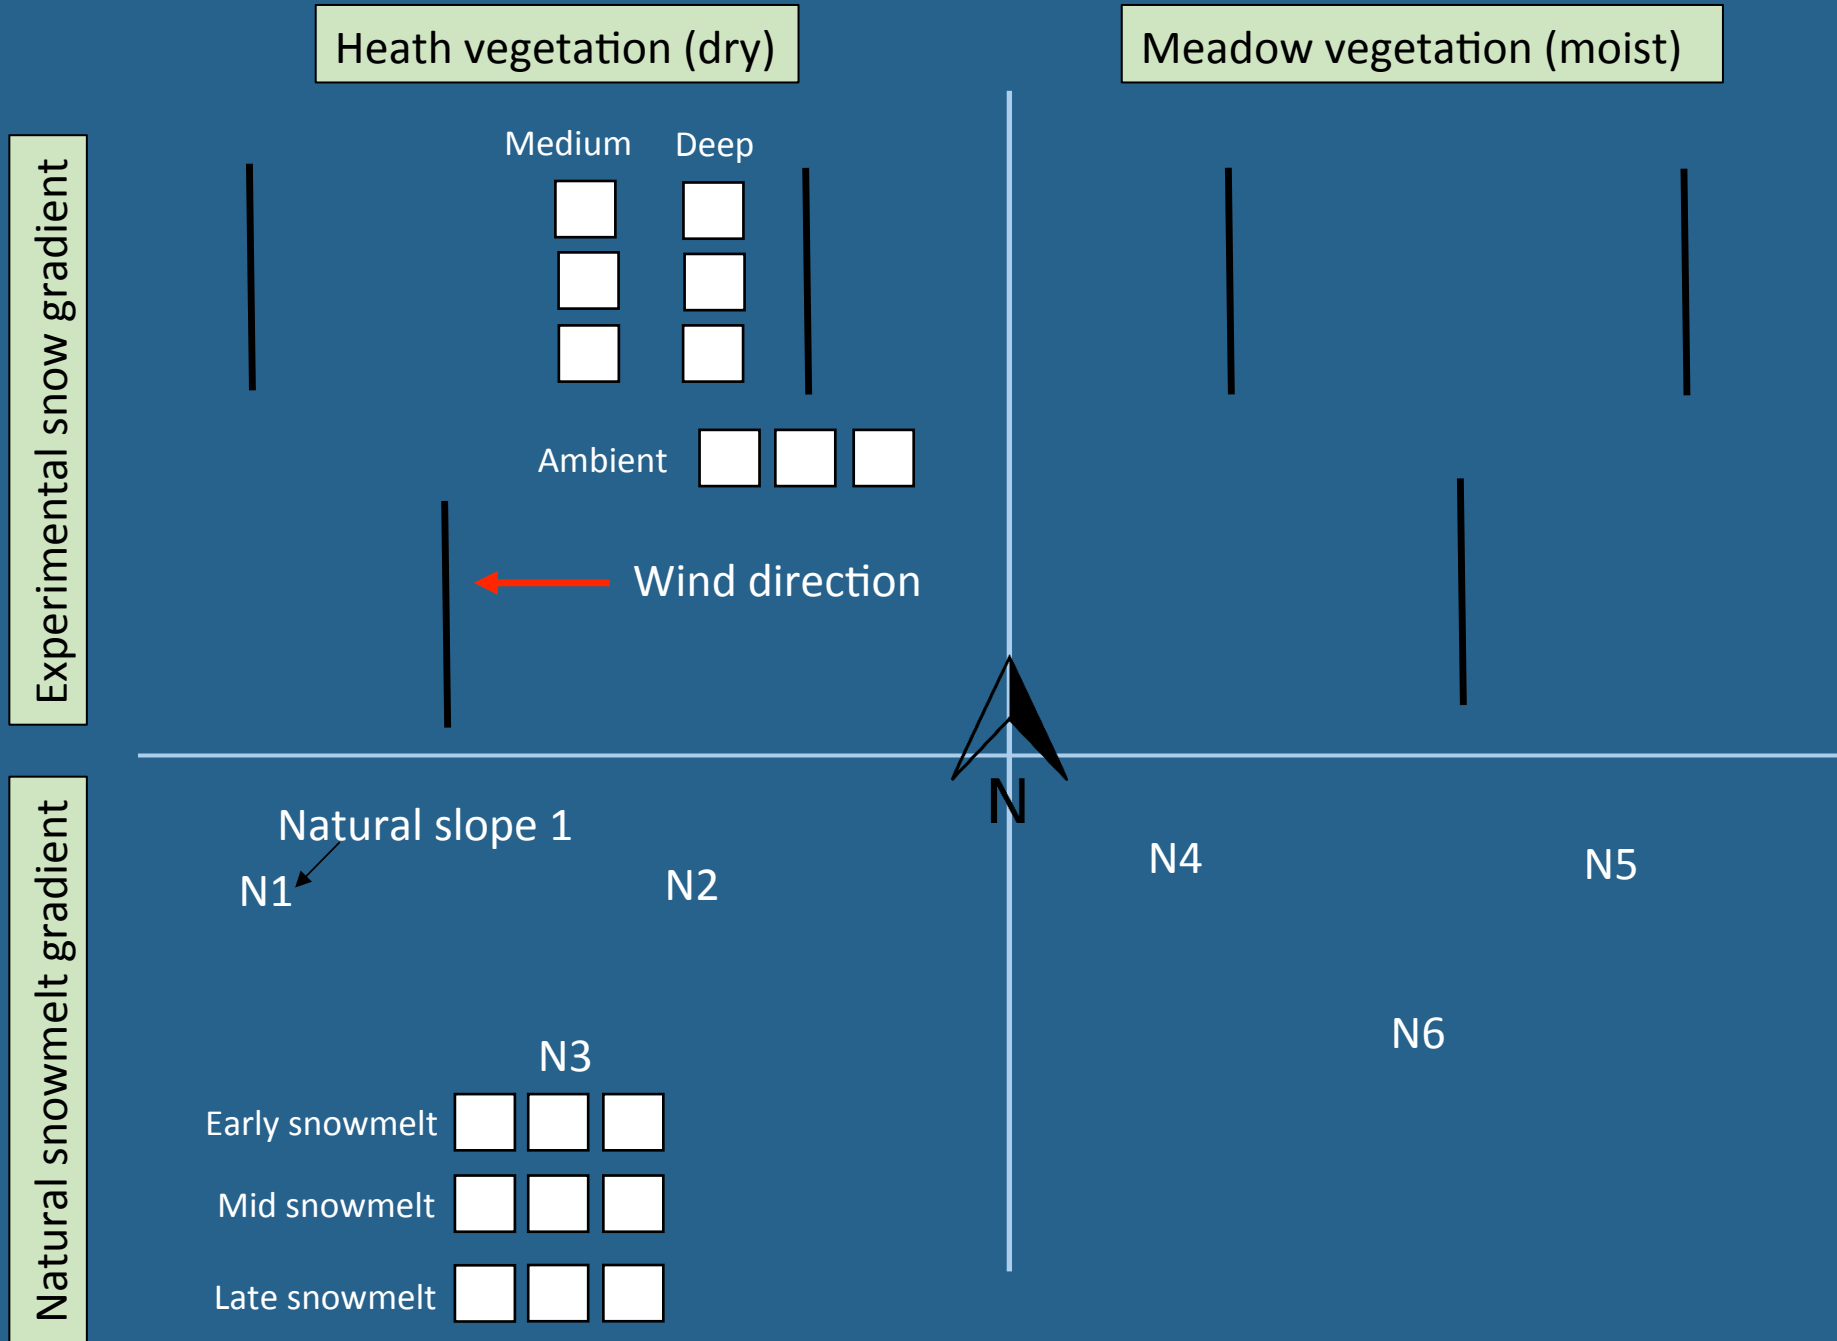 Heath vegetation (dry)
Meadow vegetation (moist)
Experimental snow gradient
Medium
Deep
Ambient
Wind direction
N
Natural snowmelt gradient
Natural slope 1
N1
N2
N4
N5
N3
N6
Early snowmelt
Mid snowmelt
Late snowmelt